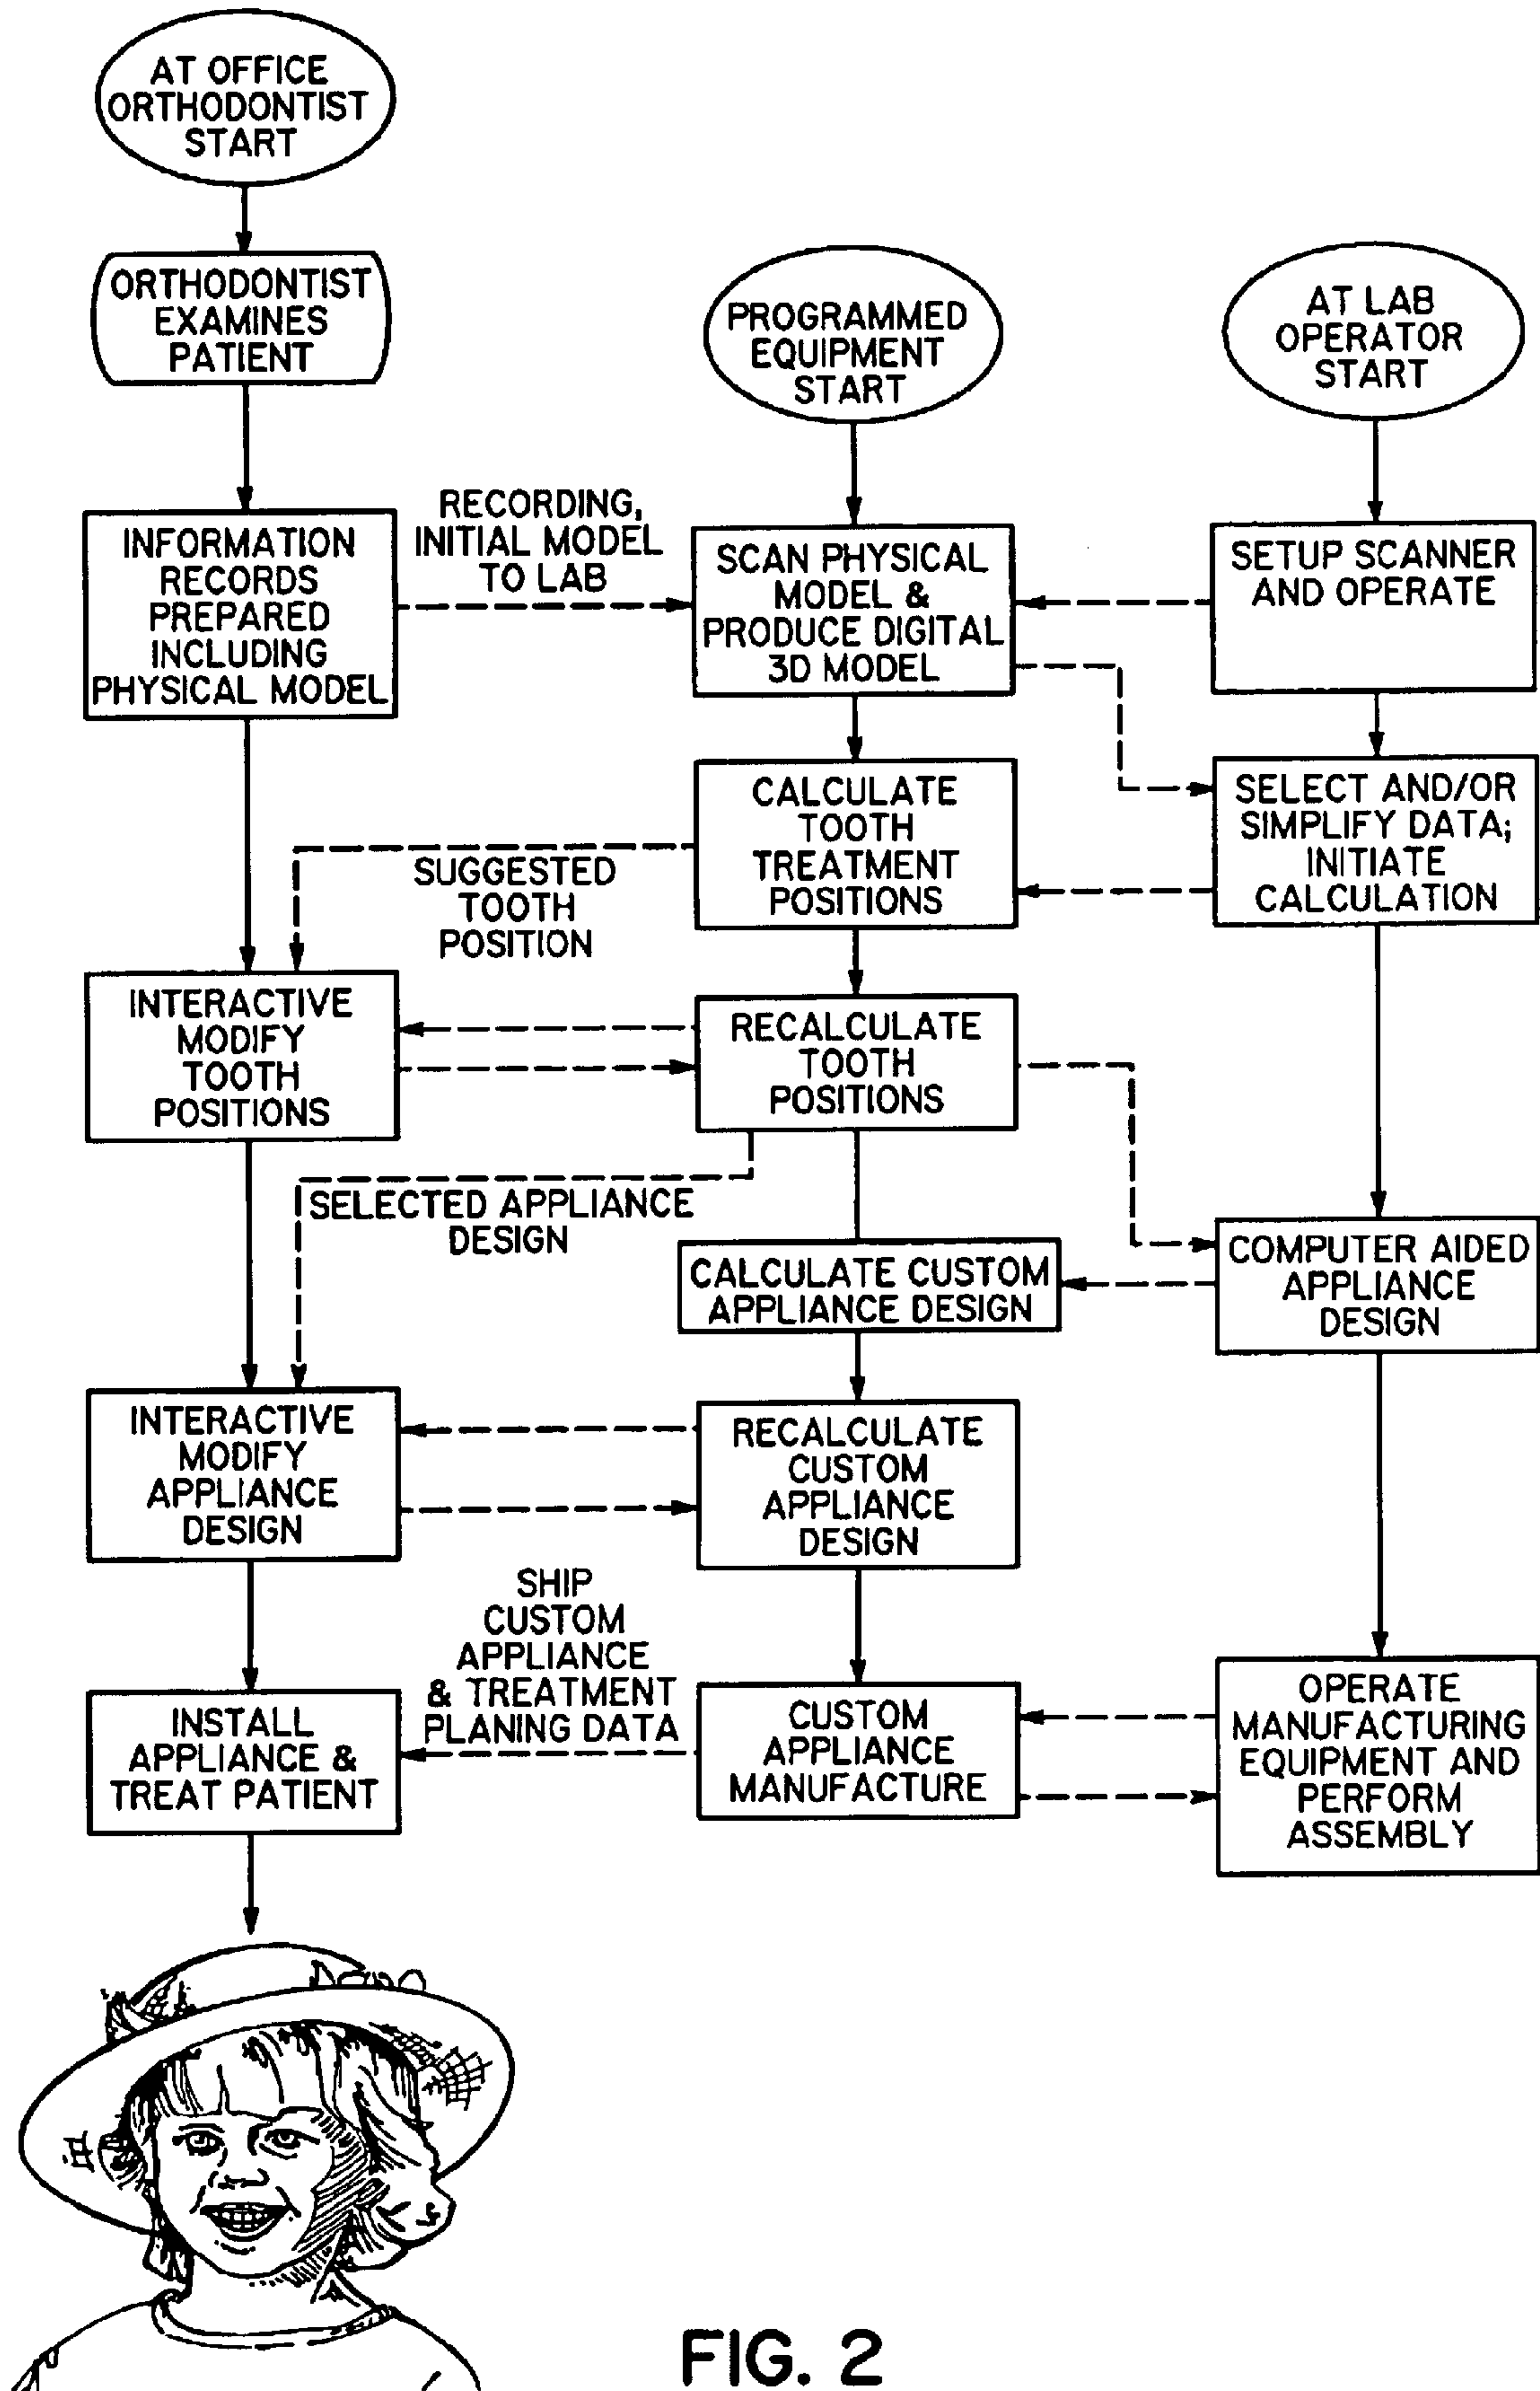 AT OFFICE
ORTHODONTIST
START
ORTHODONTIST
EXAMINES
PATIENT
PROGRAMMED
EQUIPMENT
START
AT LAB
OPERATOR
START
INFORMATION
RECORDS
PREPARED
INCLUDING
PHYSICAL MODEL
RECORDING,
INITIAL MODEL
TO LAB
SCAN PHYSICAL
MODEL &
PRODUCE DIGITAL
3D MODEL
SETUP SCANNER
AND OPERATE
CALCULATE
TOOTH
TREATMENT
POSITIONS
SELECT AND/OR
SIMPLIFY DATA;
INITIATE
CALCULATION
SUGGESTED
TOOTH
POSITION
INTERACTIVE
MODIFY
TOOTH
POSITIONS
RECALCULATE
TOOTH
POSITIONS
SELECTED APPLIANCE
DESIGN
CALCULATE CUSTOM
APPLIANCE DESIGN
COMPUTER AIDED
APPLIANCE
DESIGN
INTERACTIVE
MODIFY
APPLIANCE
DESIGN
RECALCULATE
CUSTOM
APPLIANCE
DESIGN
SHIP
CUSTOM
APPLIANCE
& TREATMENT
PLANING DATA
INSTALL
APPLIANCE &
TREAT PATIENT
CUSTOM
APPLIANCE
MANUFACTURE
OPERATE
MANUFACTURING
EQUIPMENT AND
PERFORM
ASSEMBLY
FIG. 2